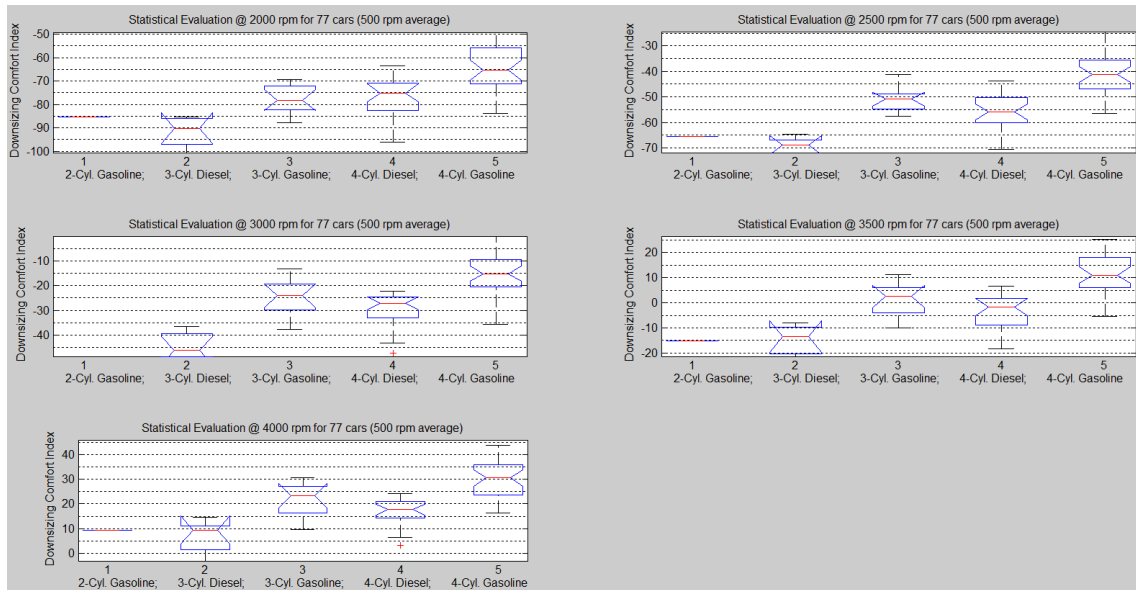 Statistical Evaluation @ 2000 rpm for 77 cars (500 rpm average)
Downsizing Comfort Index
-50
-60
-70
-80
-90
-100
1 2 3 4 5
2-Cyl. Gasoline; 3-Cyl. Diesel; 3-Cyl. Gasoline; 4-Cyl. Diesel; 4-Cyl. Gasoline
Statistical Evaluation @ 2500 rpm for 77 cars (500 rpm average)
Downsizing Comfort Index
-30
-40
-50
-60
-70
1 2 3 4 5
2-Cyl. Gasoline; 3-Cyl. Diesel; 3-Cyl. Gasoline; 4-Cyl. Diesel; 4-Cyl. Gasoline
Statistical Evaluation @ 3000 rpm for 77 cars (500 rpm average)
Downsizing Comfort Index
-10
-20
-30
-40
1 2 3 4 5
2-Cyl. Gasoline; 3-Cyl. Diesel; 3-Cyl. Gasoline; 4-Cyl. Diesel; 4-Cyl. Gasoline
Statistical Evaluation @ 3500 rpm for 77 cars (500 rpm average)
Downsizing Comfort Index
20
10
0
-10
-20
1 2 3 4 5
2-Cyl. Gasoline; 3-Cyl. Diesel; 3-Cyl. Gasoline; 4-Cyl. Diesel; 4-Cyl. Gasoline
Statistical Evaluation @ 4000 rpm for 77 cars (500 rpm average)
Downsizing Comfort Index
40
30
20
10
0
1 2 3 4 5
2-Cyl. Gasoline; 3-Cyl. Diesel; 3-Cyl. Gasoline; 4-Cyl. Diesel; 4-Cyl. Gasoline